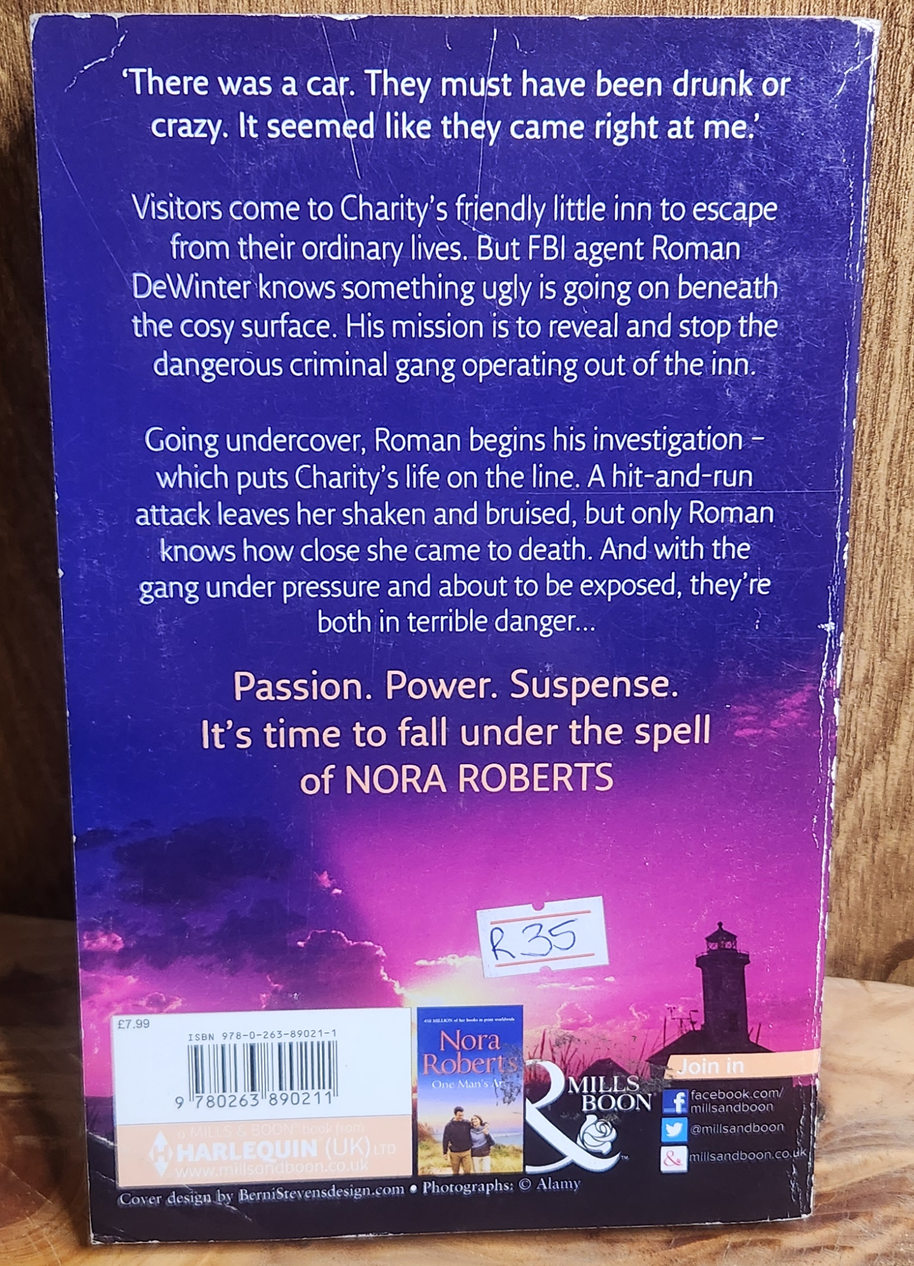 ‘There was a car. They must have been drunk or
crazy. It seemed like they came right at me.’
Visitors come to Charity’s friendly little inn to escape
from their ordinary lives. But FBI agent Roman
DeWinter knows something ugly is going on beneath
the cosy surface. His mission is to reveal and stop the
dangerous criminal gang operating out of the inn.
Going undercover, Roman begins his investigation –
which puts Charity’s life on the line. A hit-and-run
attack leaves her shaken and bruised, but only Roman
knows how close she came to death. And with the
gang under pressure and about to be exposed, they’re
both in terrible danger...
Passion. Power. Suspense.
It’s time to fall under the spell
of NORA ROBERTS
R35
£7.99
ISBN 978-0-263-89021-1
9 780263 890211
a MILLS & BOON book from
HARLEQUIN (UK) LTD
www.millsandboon.co.uk
Nora
Roberts
One Man's
MILLS
BOON
Join in
facebook.com/
millsandboon
@millsandboon
millsandboon.co.uk
Cover design by BerniStevensdesign.com • Photographs: © Alamy